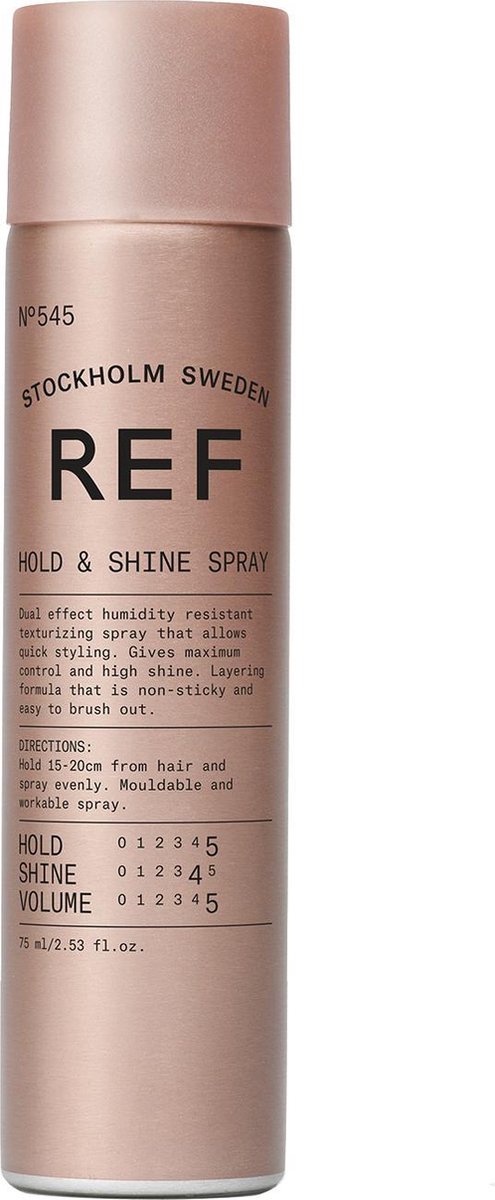 Nº545
STOCKHOLM SWEDEN
REF
HOLD & SHINE SPRAY
Dual effect humidity resistant
texturizing spray that allows
quick styling. Gives maximum
control and high shine. Layering
formula that is non-sticky and
easy to brush out.
DIRECTIONS:
Hold 15-20cm from hair and
spray evenly. Mouldable and
workable spray.
HOLD 0 1 2 3 4 5
SHINE 0 1 2 3 4 5
VOLUME 0 1 2 3 4 5
75 ml/2.53 fl.oz.